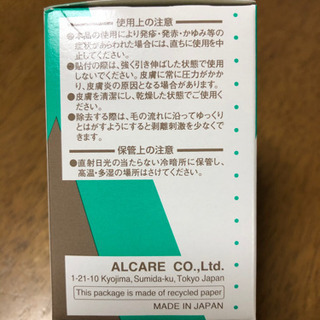 使用上の注意
●本品の使用により発疹・発赤・かゆみ等の
症状があらわれた場合には、直ちに使用を中
止してください。
●貼付の際は、強く引き伸ばした状態で使用
しないでください。皮膚に常に圧力がかか
り、皮膚炎の原因となる場合があります。
●皮膚を清潔にし、乾燥した状態でご使用く
ださい。
●除去する際は、毛の流れに沿ってゆっくり
とはがすようにすると剥離刺激を少なくで
きます。
保管上の注意
●直射日光の当たらない冷暗所に保管し、
高温・多湿の場所はさけてください。
ALCARE CO.,Ltd.
1-21-10 Kyojima, Sumida-ku, Tokyo Japan
This package is made of recycled paper
MADE IN JAPAN